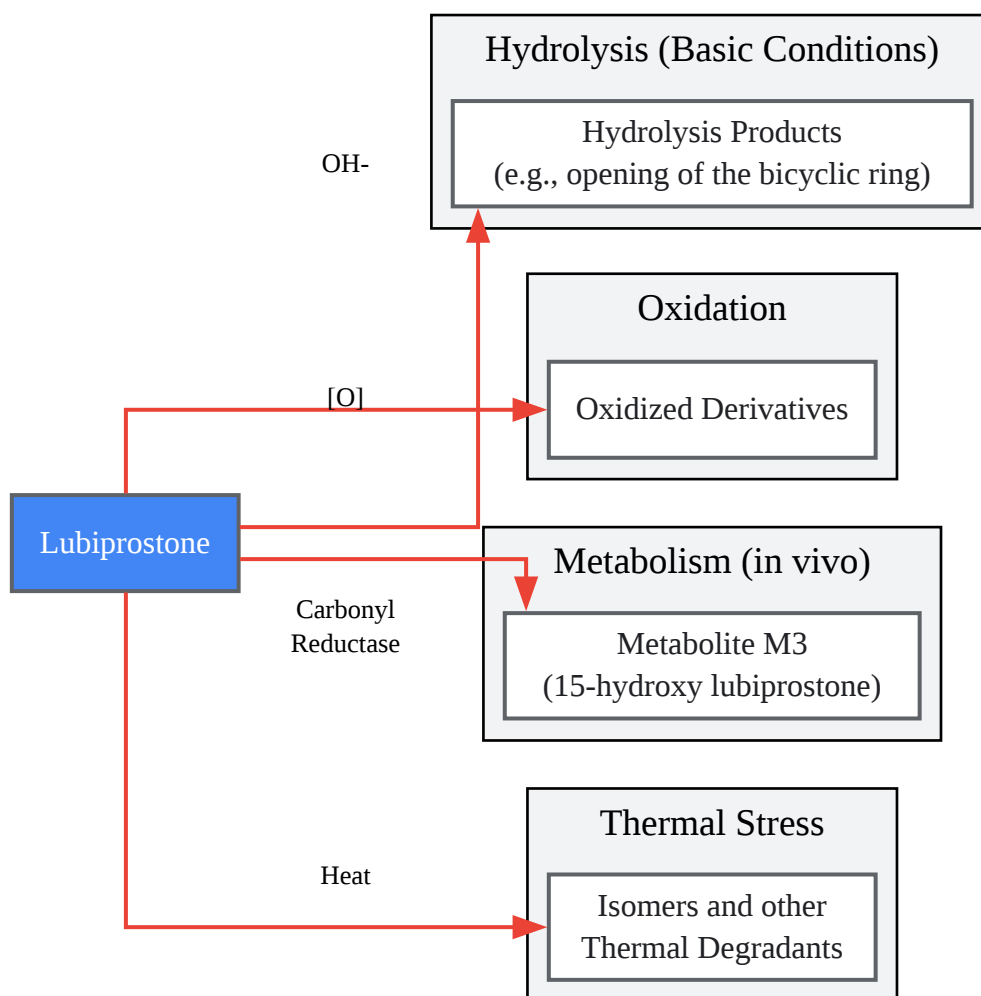 Hydrolysis (Basic Conditions)
Hydrolysis Products
(e.g., opening of the bicyclic ring)
OH-
Oxidation
[O]
Oxidized Derivatives
Lubiprostone
Metabolism (in vivo)
Carbonyl
Reductase
Metabolite M3
(15-hydroxy lubiprostone)
Thermal Stress
Heat
Isomers and other
Thermal Degradants